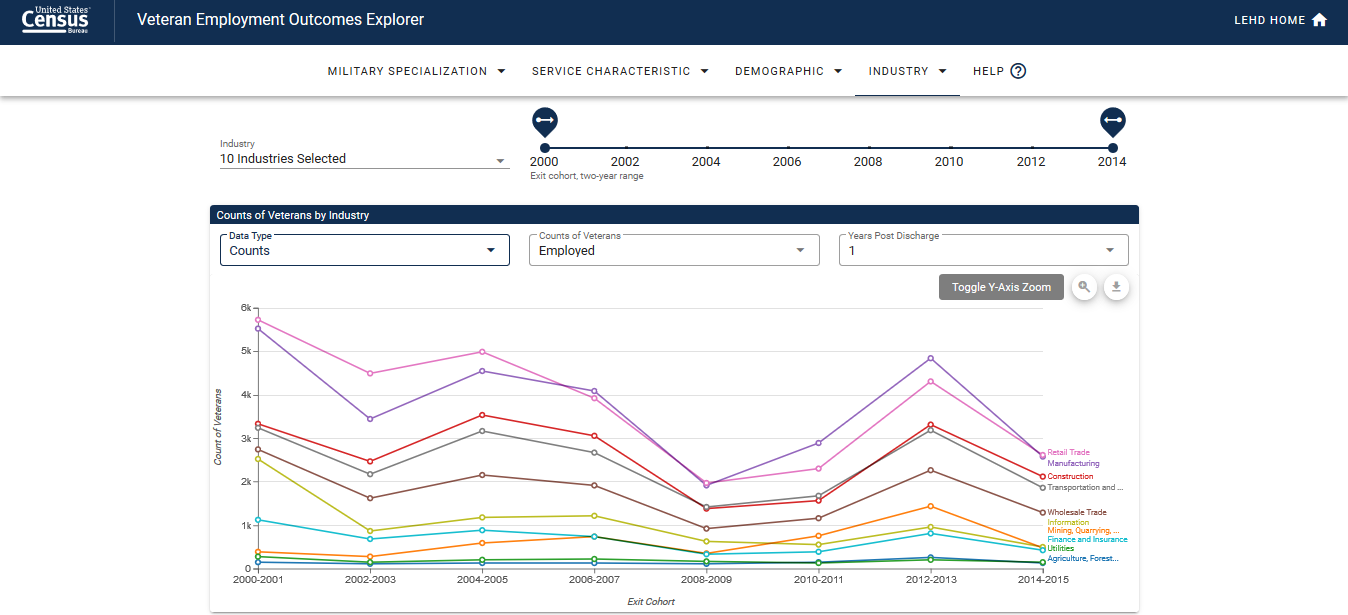 United States®
Census
Bureau
Veteran Employment Outcomes Explorer
LEHD HOME
MILITARY SPECIALIZATION
SERVICE CHARACTERISTIC
DEMOGRAPHIC
INDUSTRY
HELP ?
Industry
10 Industries Selected
2000 2002 2004 2006 2008 2010 2012 2014
Exit cohort, two-year range
Counts of Veterans by Industry
Data Type
Counts
Counts of Veterans
Employed
Years Post Discharge
1
Toggle Y-Axis Zoom
6k
5k
4k
3k
2k
1k
0
Count of Veterans
Retail Trade
Manufacturing
Construction
Transportation and ...
Wholesale Trade
Information
Mining, Quarrying, ...
Finance and Insurance
Utilities
Agriculture, Forest...
2000-2001 2002-2003 2004-2005 2006-2007 2008-2009 2010-2011 2012-2013 2014-2015
Exit Cohort